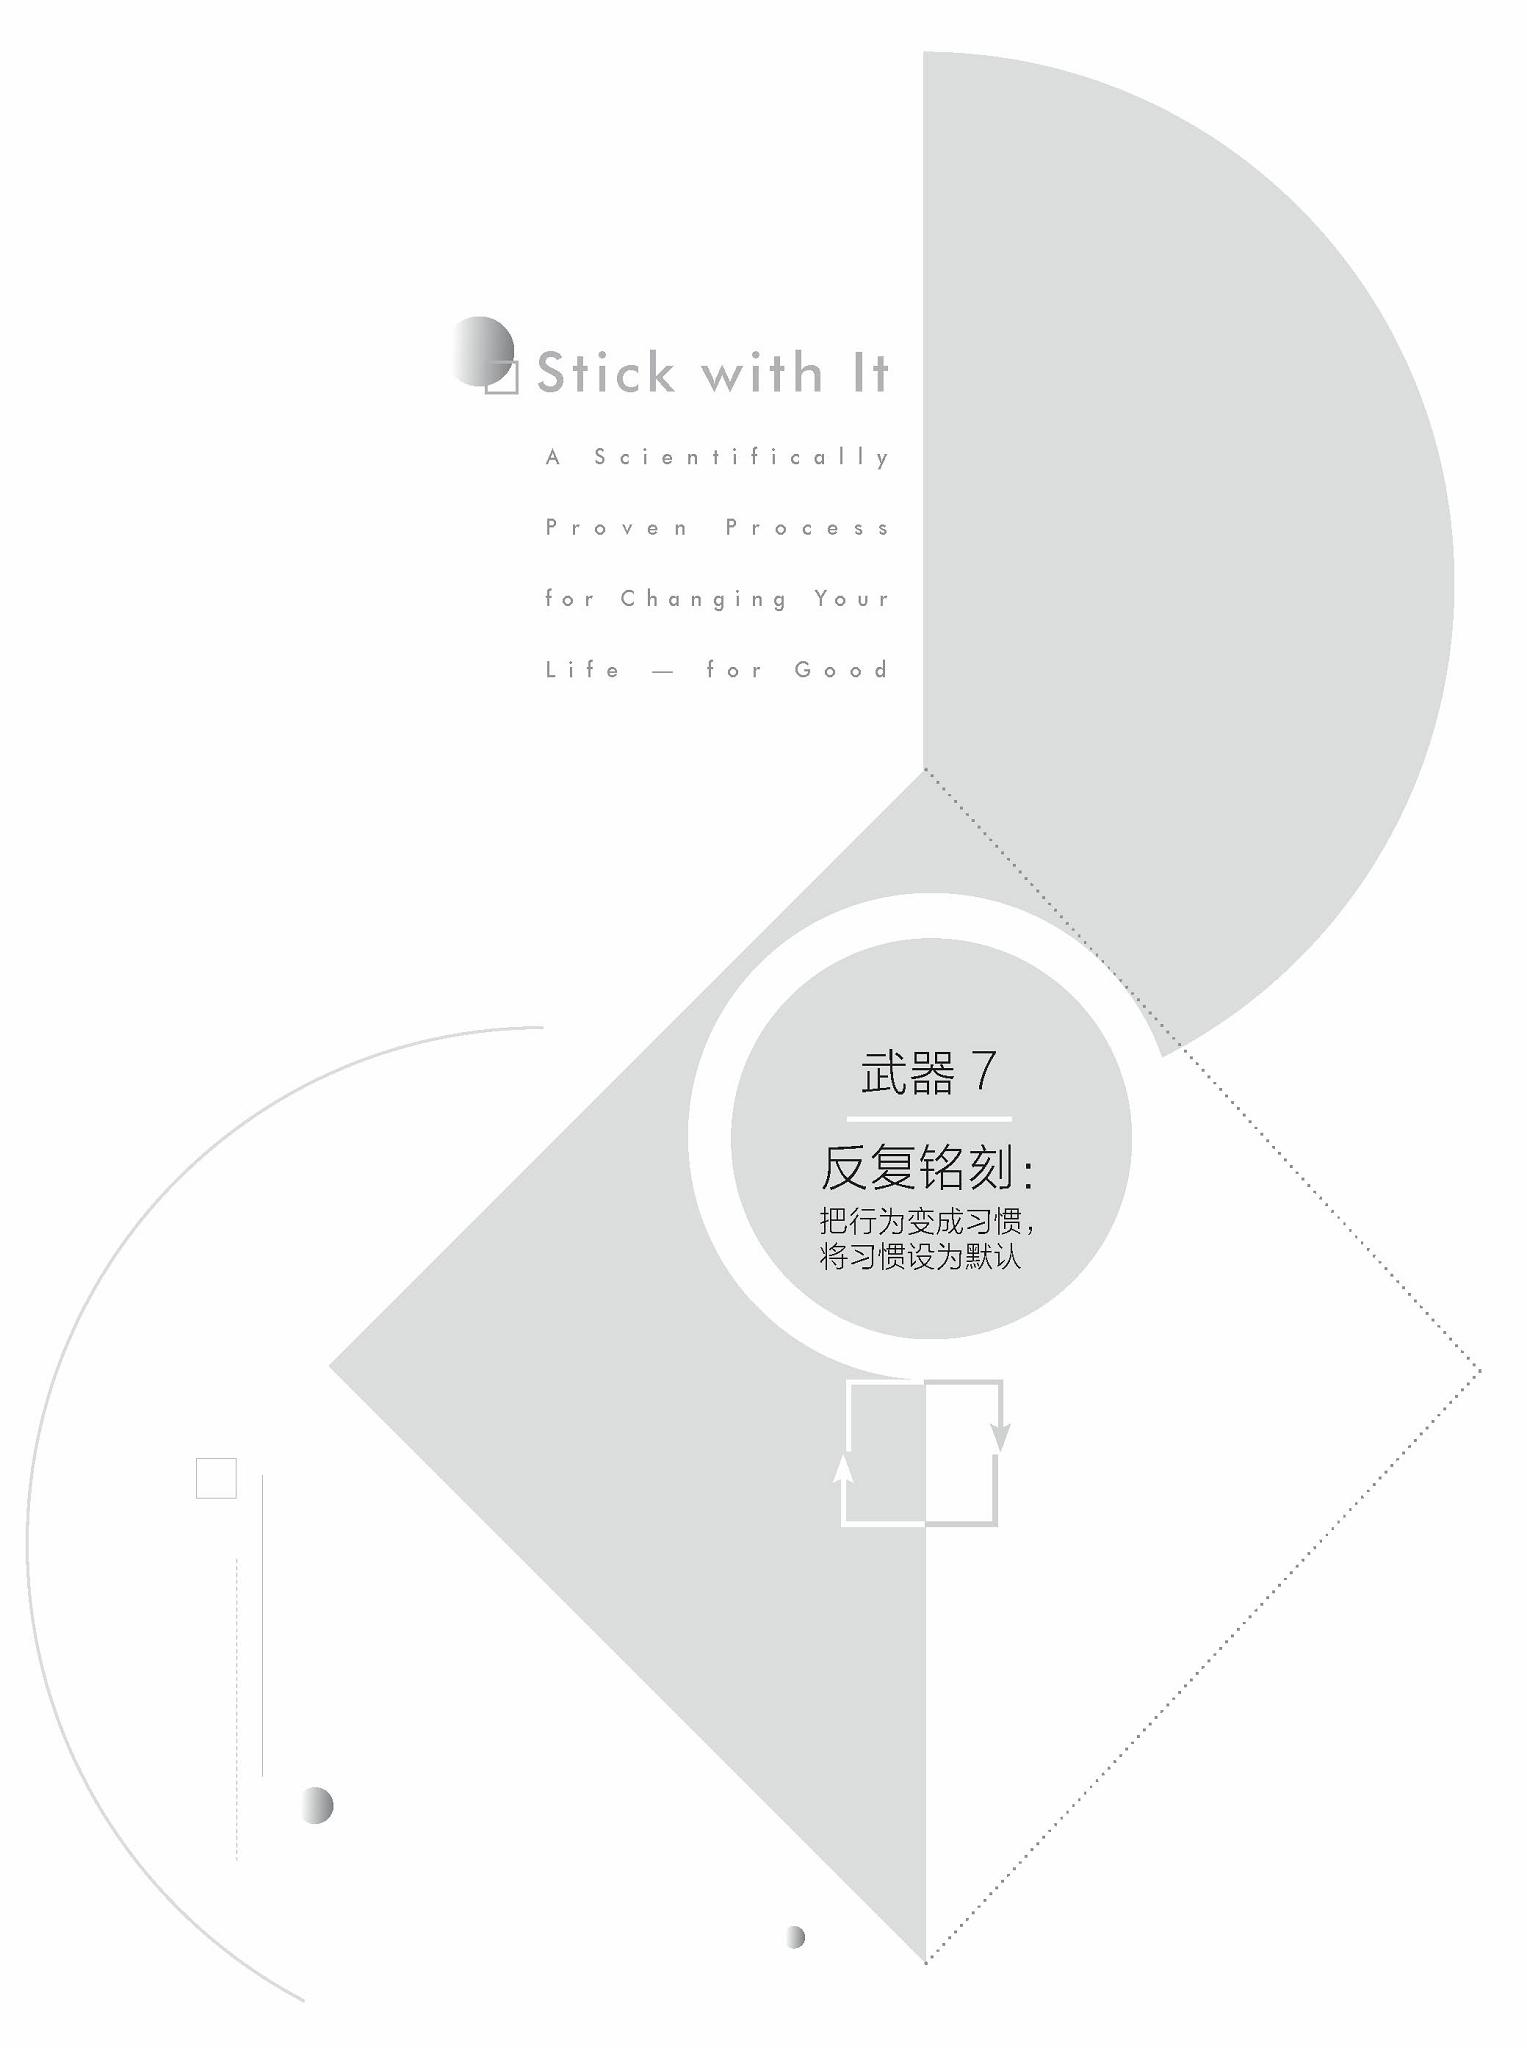 Stick with It
A Scientifically
Proven Process
for Changing Your
Life — for Good
武器 7
反复铭刻：
把行为变成习惯，
将习惯设为默认